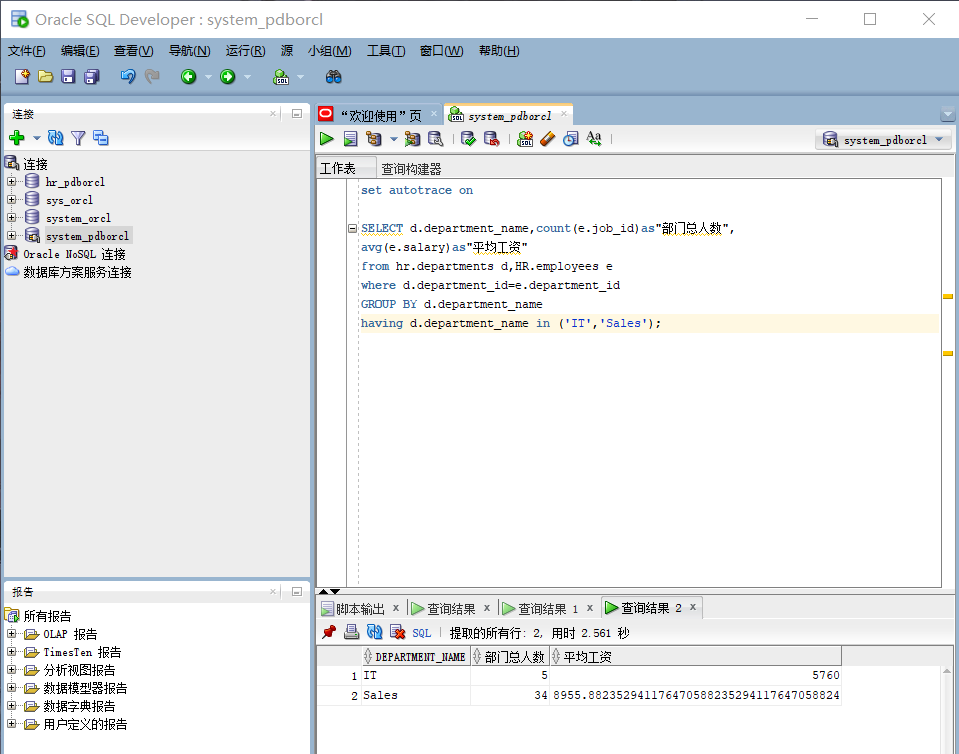 Oracle SQL Developer : system_pdborcl
文件(F) 编辑(E) 查看(V) 导航(N) 运行(R) 源 小组(M) 工具(T) 窗口(W) 帮助(H)
连接
连接
hr_pdborcl
sys_orcl
system_orcl
system_pdborcl
Oracle NoSQL 连接
数据库方案服务连接
报告
所有报告
OLAP 报告
TimesTen 报告
分析视图报告
数据模型器报告
数据字典报告
用户定义的报告
“欢迎使用”页 system_pdborcl
system_pdborcl
工作表 查询构建器
set autotrace on
SELECT d.department_name,count(e.job_id)as"部门总人数",
avg(e.salary)as"平均工资"
from hr.departments d,HR.employees e
where d.department_id=e.department_id
GROUP BY d.department_name
having d.department_name in ('IT','Sales');
脚本输出 x 查询结果 x 查询结果 1 x 查询结果 2 x
SQL | 提取的所有行: 2, 用时 2.561 秒
DEPARTMENT_NAME 部门总人数 平均工资
1 IT 5 5760
2 Sales 34 8955.88235294117647058823529411764705882​4